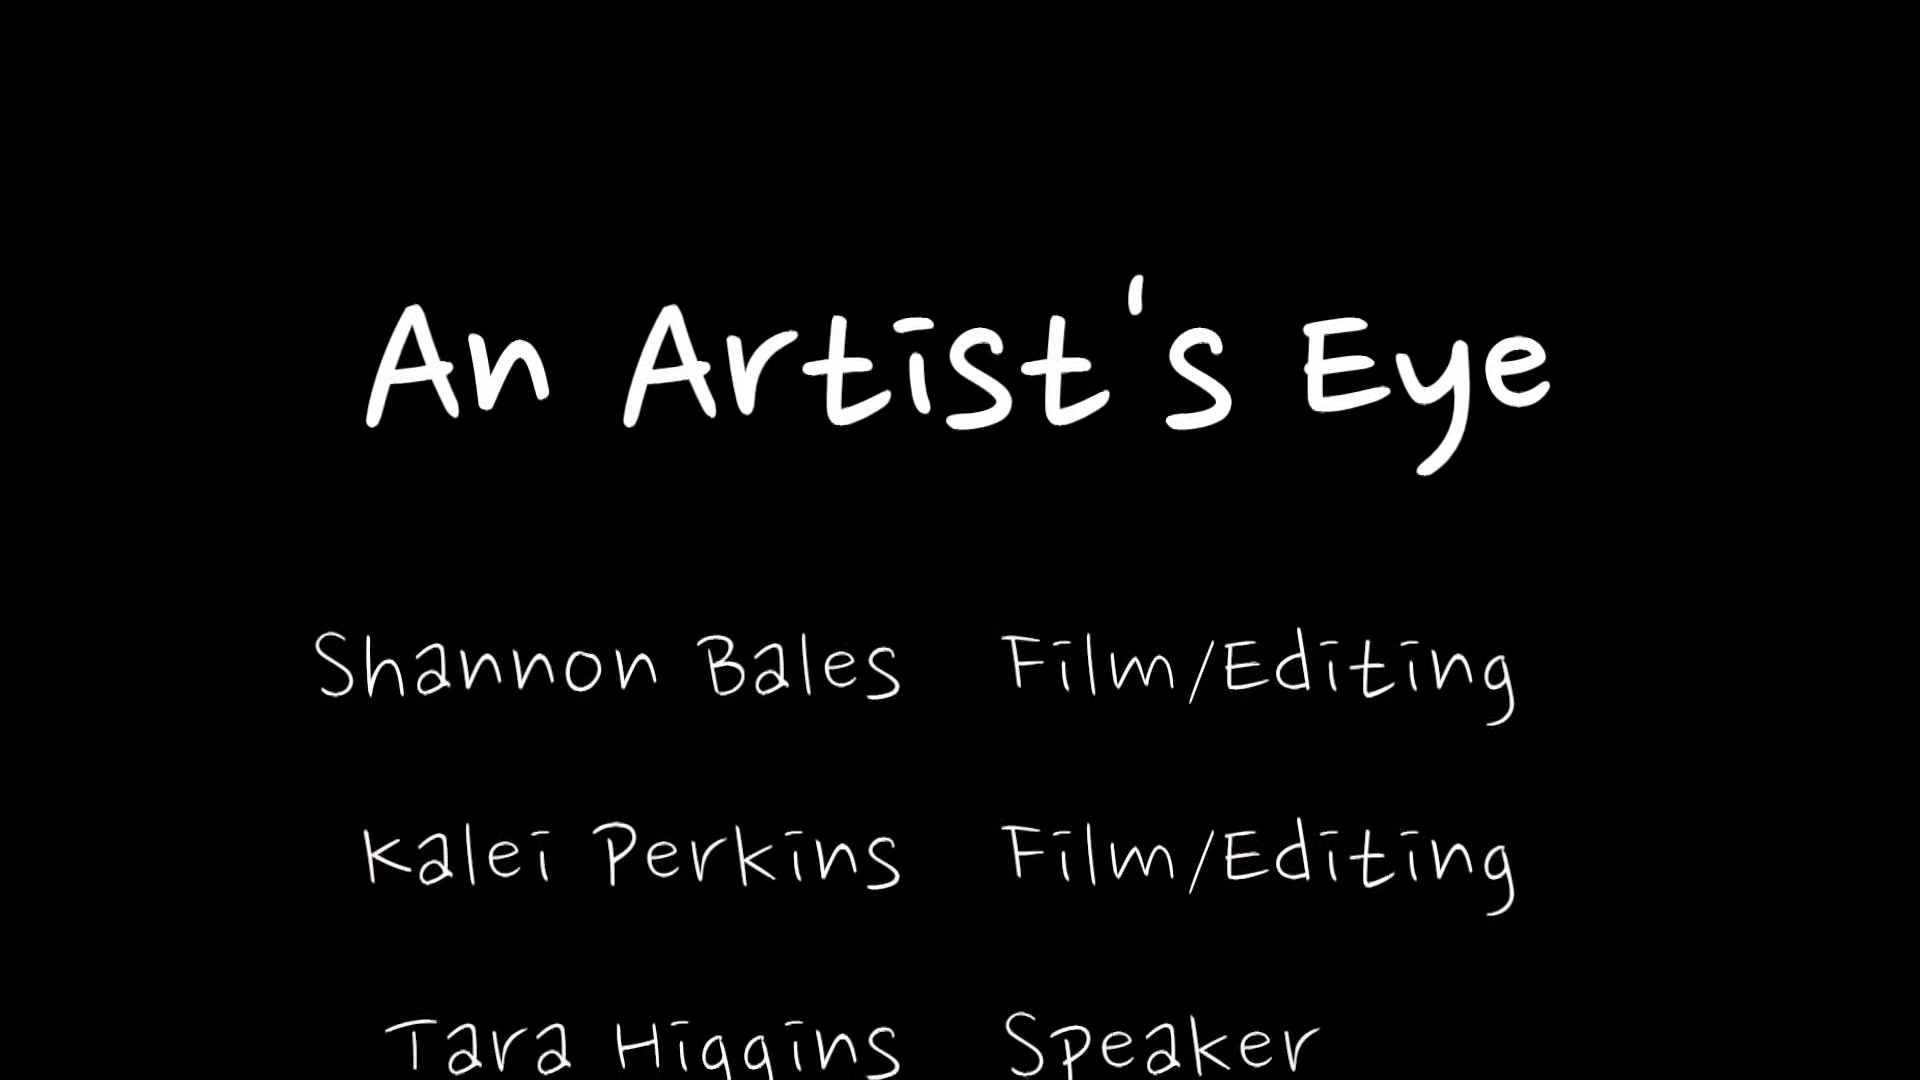 An Artist's Eye
Shannon Bales Film/Editing
Kalei Perkins Film/Editing
Tara Higgins Speaker